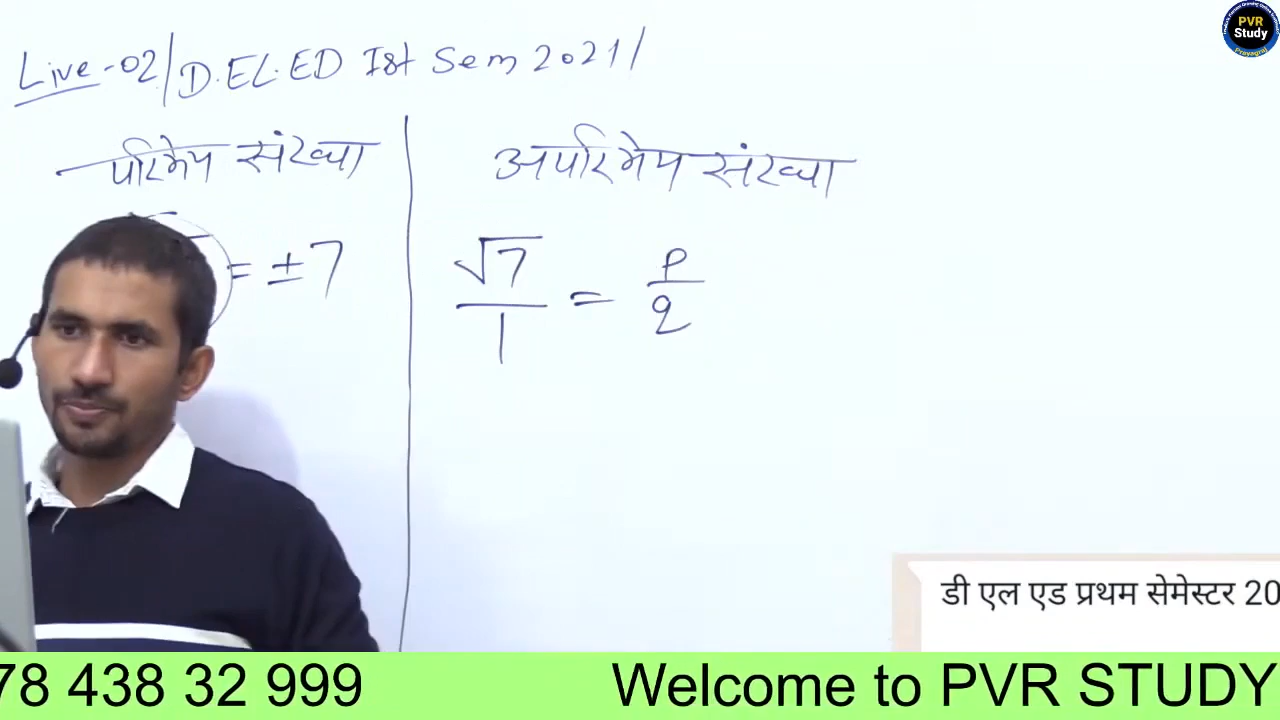 Live-02/D.EL.ED Ist Sem 2021/
परिमेय संख्या
अपरिमेय संख्या
= ±7
√7/1 = p/q
PVR
Study
Prayagraj
डी एल एड प्रथम सेमेस्टर 20
78 438 32 999 Welcome to PVR STUDY